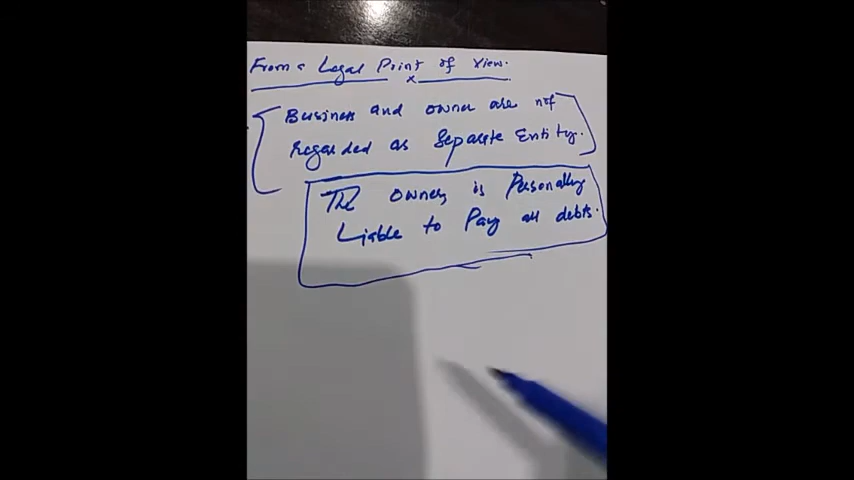 From a Legal Point of View.
Business and owner are not
regarded as Separate Entity.
The owner is Personally
Liable to Pay all debts.